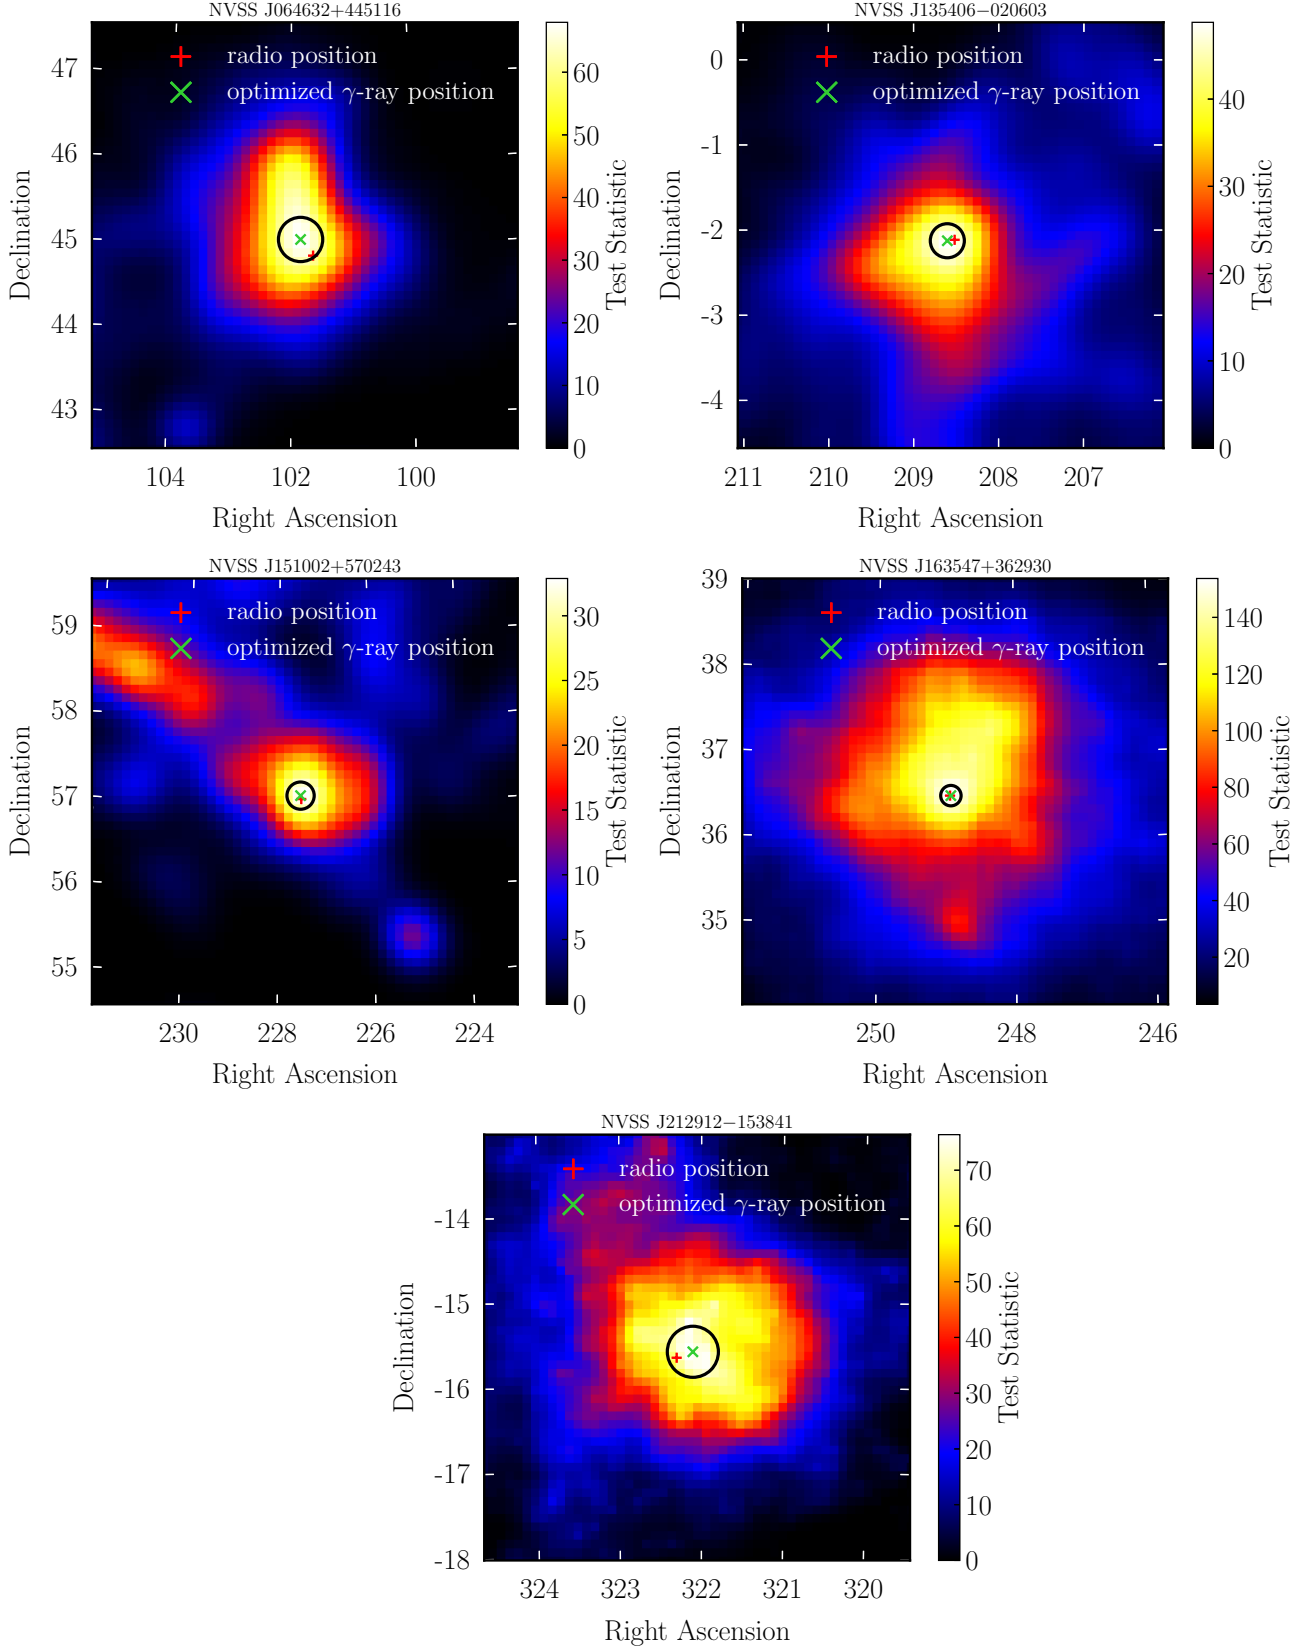 NVSS J064632+445116
radio position
optimized γ-ray position
47
46
45
44
43
Declination
104
102
100
Right Ascension
60
50
40
30
20
10
0
Test Statistic
NVSS J135406−020603
radio position
optimized γ-ray position
0
-1
-2
-3
-4
Declination
211
210
209
208
207
Right Ascension
40
30
20
10
0
Test Statistic
NVSS J151002+570243
radio position
optimized γ-ray position
59
58
57
56
55
Declination
230
228
226
224
Right Ascension
30
25
20
15
10
5
0
Test Statistic
NVSS J163547+362930
radio position
optimized γ-ray position
39
38
37
36
35
Declination
250
248
246
Right Ascension
140
120
100
80
60
40
20
Test Statistic
NVSS J212912−153841
radio position
optimized γ-ray position
-14
-15
-16
-17
-18
Declination
324
323
322
321
320
Right Ascension
70
60
50
40
30
20
10
0
Test Statistic